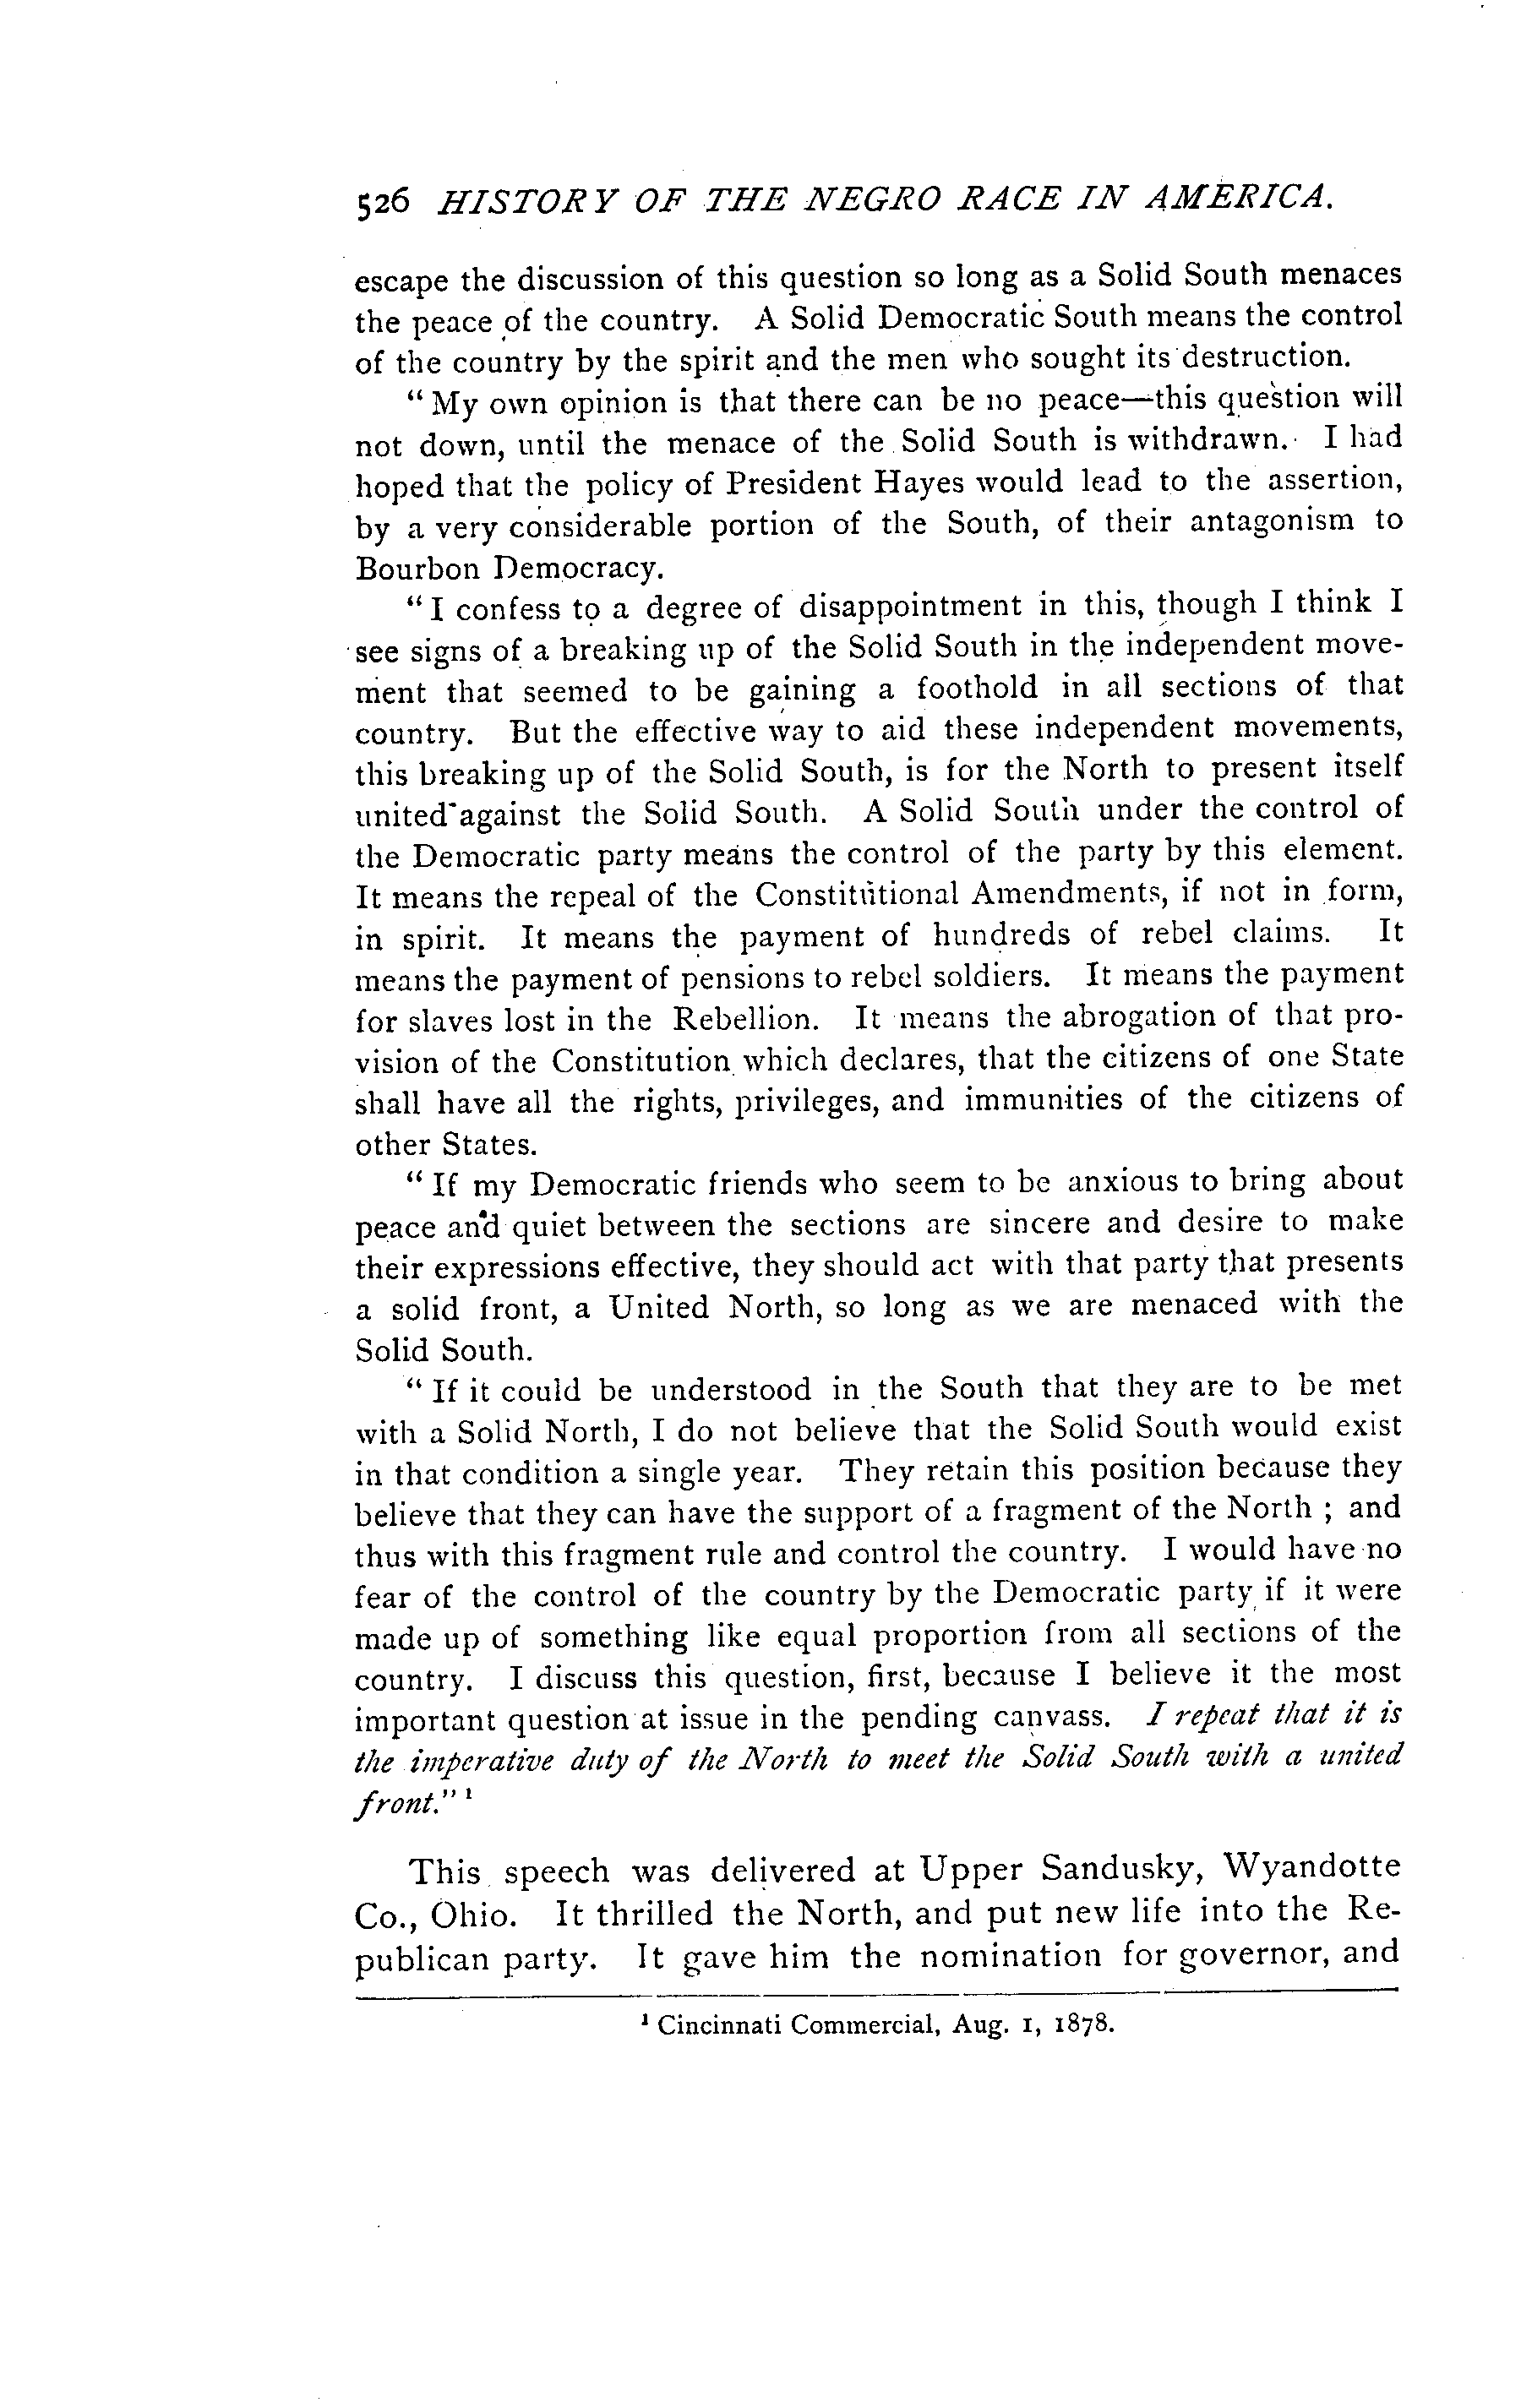 526 HISTORY OF THE NEGRO RACE IN AMERICA.
escape the discussion of this question so long as a Solid South menaces
the peace of the country. A Solid Democratic South means the control
of the country by the spirit and the men who sought its destruction.
“ My own opinion is that there can be no peace—this question will
not down, until the menace of the Solid South is withdrawn. I had
hoped that the policy of President Hayes would lead to the assertion,
by a very considerable portion of the South, of their antagonism to
Bourbon Democracy.
“ I confess to a degree of disappointment in this, though I think I
see signs of a breaking up of the Solid South in the independent move-
ment that seemed to be gaining a foothold in all sections of that
country. But the effective way to aid these independent movements,
this breaking up of the Solid South, is for the North to present itself
united against the Solid South. A Solid South under the control of
the Democratic party means the control of the party by this element.
It means the repeal of the Constitutional Amendments, if not in form,
in spirit. It means the payment of hundreds of rebel claims. It
means the payment of pensions to rebel soldiers. It means the payment
for slaves lost in the Rebellion. It means the abrogation of that pro-
vision of the Constitution which declares, that the citizens of one State
shall have all the rights, privileges, and immunities of the citizens of
other States.
“ If my Democratic friends who seem to be anxious to bring about
peace and quiet between the sections are sincere and desire to make
their expressions effective, they should act with that party that presents
a solid front, a United North, so long as we are menaced with the
Solid South.
“ If it could be understood in the South that they are to be met
with a Solid North, I do not believe that the Solid South would exist
in that condition a single year. They retain this position because they
believe that they can have the support of a fragment of the North ; and
thus with this fragment rule and control the country. I would have no
fear of the control of the country by the Democratic party if it were
made up of something like equal proportion from all sections of the
country. I discuss this question, first, because I believe it the most
important question at issue in the pending canvass. I repeat that it is
the imperative duty of the North to meet the Solid South with a united
front.” ¹
This speech was delivered at Upper Sandusky, Wyandotte
Co., Ohio. It thrilled the North, and put new life into the Re-
publican party. It gave him the nomination for governor, and
¹ Cincinnati Commercial, Aug. 1, 1878.